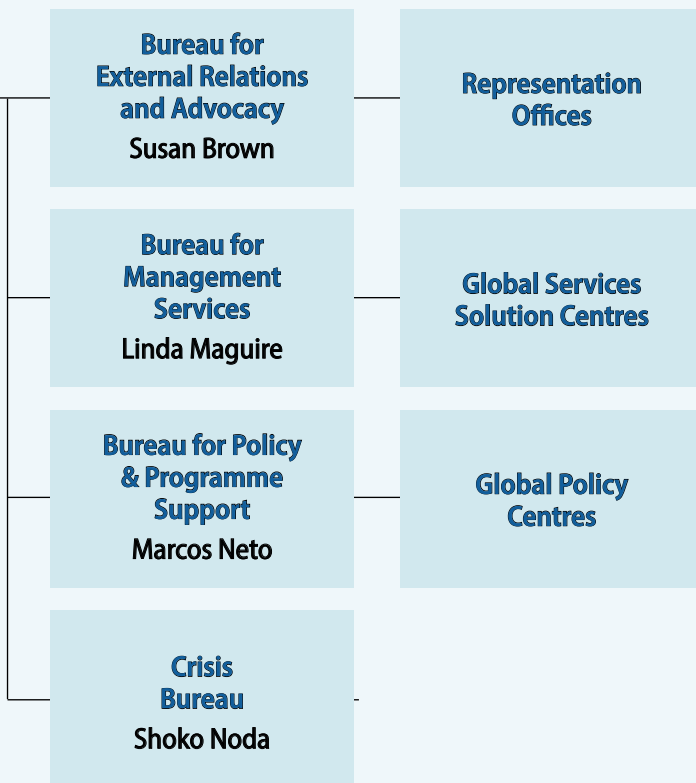 Bureau for
External Relations
and Advocacy
Susan Brown
Representation
Offices
Bureau for
Management
Services
Linda Maguire
Global Services
Solution Centres
Bureau for Policy
& Programme
Support
Marcos Neto
Global Policy
Centres
Crisis
Bureau
Shoko Noda